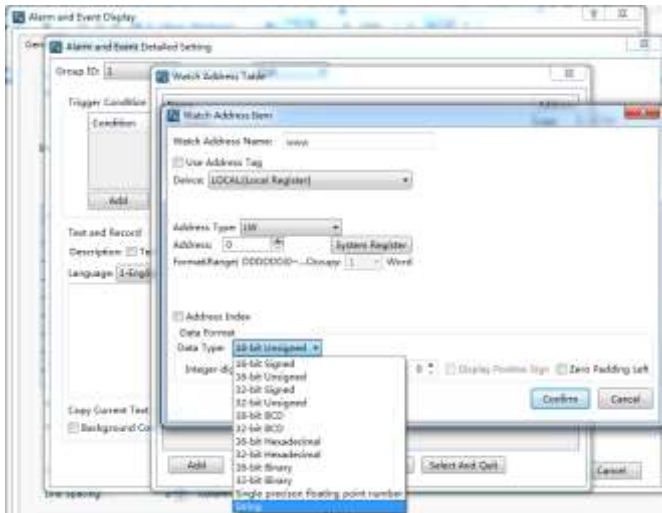 Alarm and Event Display
Alarm and Event Detailed Setting
Group ID: 1
Watch Address Table
Trigger Condition
Condition
Watch Address Item
Watch Address Name:
Use Address Tag
Device: LOCAL(Local Register)
Add
Address Type: LW
Address: 0 System Register
Format(Range): Occupy: 1 Word
Text and Record
Description:
Language:
Address Index
Data Format
Data Type: 16-bit Unsigned
16-bit Signed
16-bit Unsigned
32-bit Signed
32-bit Unsigned
16-bit BCD
32-bit BCD
16-bit Hexadecimal
32-bit Hexadecimal
16-bit Binary
32-bit Binary
Single precision floating point number
String
0 Display Positive Sign Zero Padding Left
Confirm Cancel
Copy Current Text
Add Select And Quit
Cancel